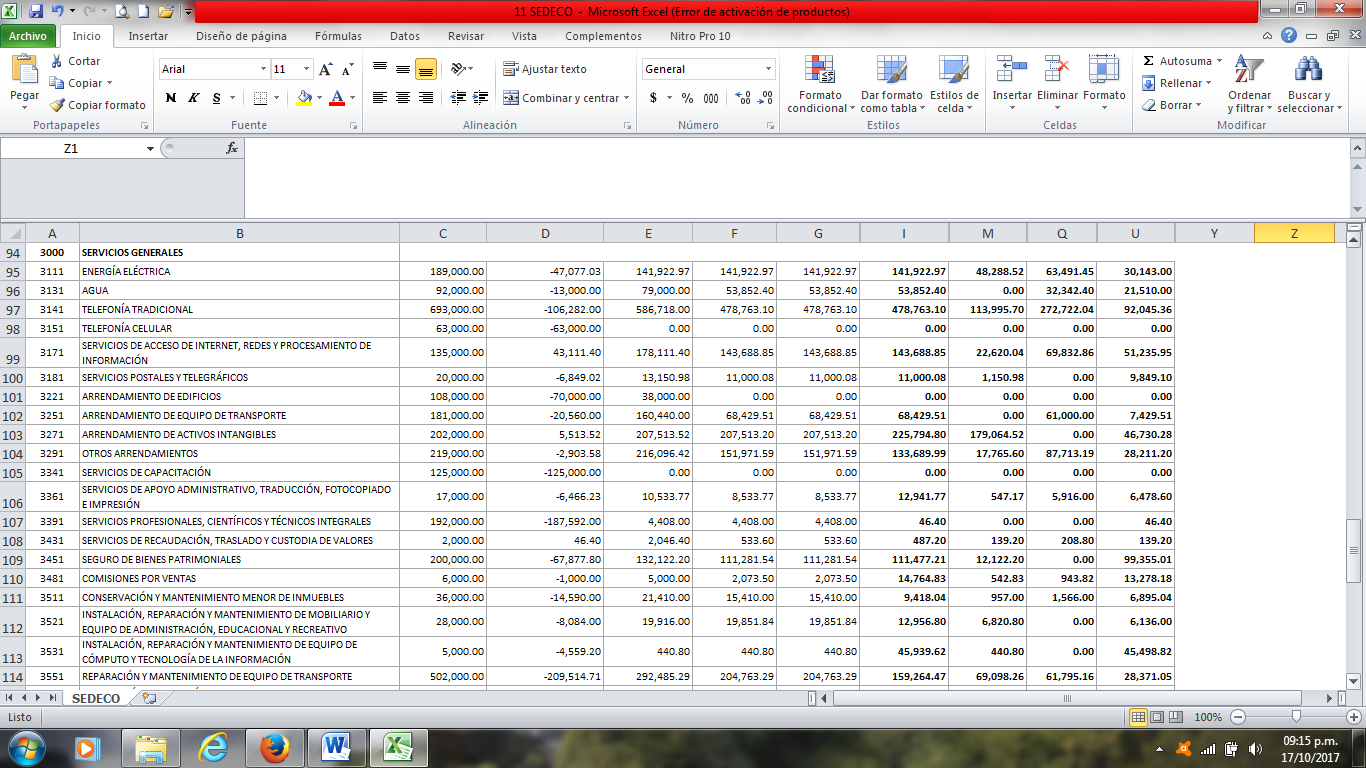 11 SEDECO - Microsoft Excel (Error de activación de productos)
Archivo Inicio Insertar Diseño de página Fórmulas Datos Revisar Vista Complementos Nitro Pro 10
Pegar
Cortar
Copiar
Copiar formato
Portapapeles
Arial 11
N K S
Fuente
Ajustar texto
Combinar y centrar
Alineación
General
$ % 000
Número
Formato condicional
Dar formato como tabla
Estilos de celda
Estilos
Insertar Eliminar Formato
Celdas
Σ Autosuma
Rellenar
Borrar
Ordenar y filtrar
Buscar y seleccionar
Modificar
Z1 fx
A B C D E F G I M Q U Y Z
94 3000 SERVICIOS GENERALES
95 3111 ENERGÍA ELÉCTRICA 189,000.00 -47,077.03 141,922.97 141,922.97 141,922.97 141,922.97 48,288.52 63,491.45 30,143.00
96 3131 AGUA 92,000.00 -13,000.00 79,000.00 53,852.40 53,852.40 53,852.40 0.00 32,342.40 21,510.00
97 3141 TELEFONÍA TRADICIONAL 693,000.00 -106,282.00 586,718.00 478,763.10 478,763.10 478,763.10 113,995.70 272,722.04 92,045.36
98 3151 TELEFONÍA CELULAR 63,000.00 -63,000.00 0.00 0.00 0.00 0.00 0.00 0.00 0.00
99 3171 SERVICIOS DE ACCESO DE INTERNET, REDES Y PROCESAMIENTO DE
INFORMACIÓN 135,000.00 43,111.40 178,111.40 143,688.85 143,688.85 143,688.85 22,620.04 69,832.86 51,235.95
100 3181 SERVICIOS POSTALES Y TELEGRÁFICOS 20,000.00 -6,849.02 13,150.98 11,000.08 11,000.08 11,000.08 1,150.98 0.00 9,849.10
101 3221 ARRENDAMIENTO DE EDIFICIOS 108,000.00 -70,000.00 38,000.00 0.00 0.00 0.00 0.00 0.00 0.00
102 3251 ARRENDAMIENTO DE EQUIPO DE TRANSPORTE 181,000.00 -20,560.00 160,440.00 68,429.51 68,429.51 68,429.51 0.00 61,000.00 7,429.51
103 3271 ARRENDAMIENTO DE ACTIVOS INTANGIBLES 202,000.00 5,513.52 207,513.52 207,513.20 207,513.20 225,794.80 179,064.52 0.00 46,730.28
104 3291 OTROS ARRENDAMIENTOS 219,000.00 -2,903.58 216,096.42 151,971.59 151,971.59 133,689.99 17,765.60 87,713.19 28,211.20
105 3341 SERVICIOS DE CAPACITACIÓN 125,000.00 -125,000.00 0.00 0.00 0.00 0.00 0.00 0.00 0.00
106 3361 SERVICIOS DE APOYO ADMINISTRATIVO, TRADUCCIÓN, FOTOCOPIADO
E IMPRESIÓN 17,000.00 -6,466.23 10,533.77 8,533.77 8,533.77 12,941.77 547.17 5,916.00 6,478.60
107 3391 SERVICIOS PROFESIONALES, CIENTÍFICOS Y TÉCNICOS INTEGRALES 192,000.00 -187,592.00 4,408.00 4,408.00 4,408.00 46.40 0.00 0.00 46.40
108 3431 SERVICIOS DE RECAUDACIÓN, TRASLADO Y CUSTODIA DE VALORES 2,000.00 46.40 2,046.40 533.60 533.60 487.20 139.20 208.80 139.20
109 3451 SEGURO DE BIENES PATRIMONIALES 200,000.00 -67,877.80 132,122.20 111,281.54 111,281.54 111,477.21 12,122.20 0.00 99,355.01
110 3481 COMISIONES POR VENTAS 6,000.00 -1,000.00 5,000.00 2,073.50 2,073.50 14,764.83 542.83 943.82 13,278.18
111 3511 CONSERVACIÓN Y MANTENIMIENTO MENOR DE INMUEBLES 36,000.00 -14,590.00 21,410.00 15,410.00 15,410.00 9,418.04 957.00 1,566.00 6,895.04
112 3521 INSTALACIÓN, REPARACIÓN Y MANTENIMIENTO DE MOBILIARIO Y
EQUIPO DE ADMINISTRACIÓN, EDUCACIONAL Y RECREATIVO 28,000.00 -8,084.00 19,916.00 19,851.84 19,851.84 12,956.80 6,820.80 0.00 6,136.00
113 3531 INSTALACIÓN, REPARACIÓN Y MANTENIMIENTO DE EQUIPO DE
CÓMPUTO Y TECNOLOGÍA DE LA INFORMACIÓN 5,000.00 -4,559.20 440.80 440.80 440.80 45,939.62 440.80 0.00 45,498.82
114 3551 REPARACIÓN Y MANTENIMIENTO DE EQUIPO DE TRANSPORTE 502,000.00 -209,514.71 292,485.29 204,763.29 204,763.29 159,264.47 69,098.26 61,795.16 28,371.05
SEDECO
Listo 100%
09:15 p.m.
17/10/2017